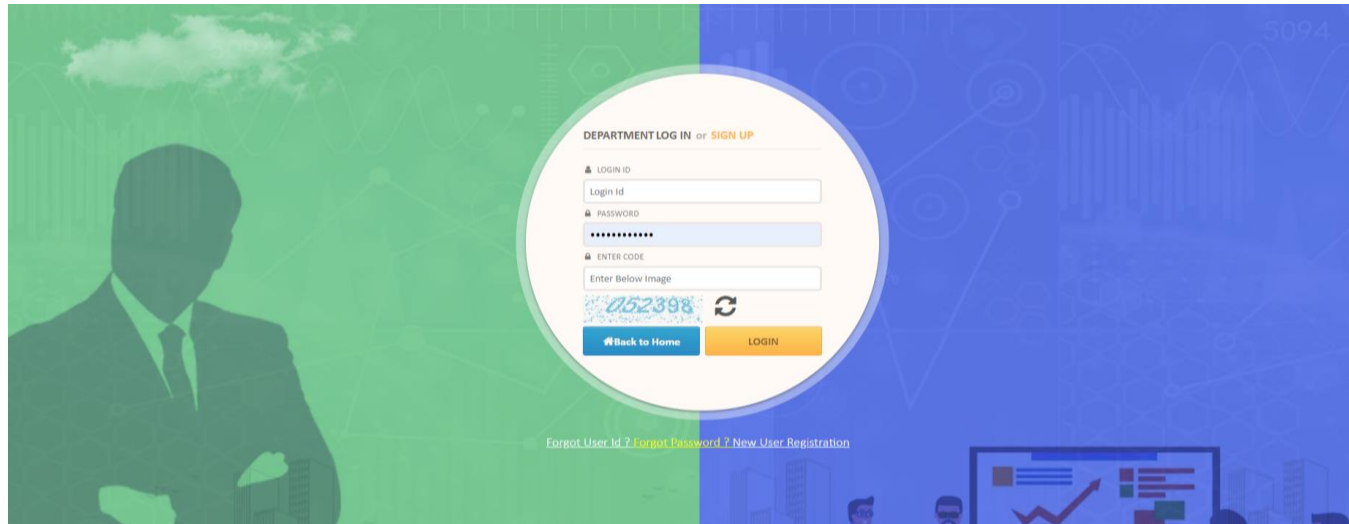 5094
DEPARTMENT LOG IN or SIGN UP
LOGIN ID
Login Id
PASSWORD
••••••••••••
ENTER CODE
Enter Below Image
052398
Back to Home
LOGIN
Forgot User Id ? Forgot Password ? New User Registration